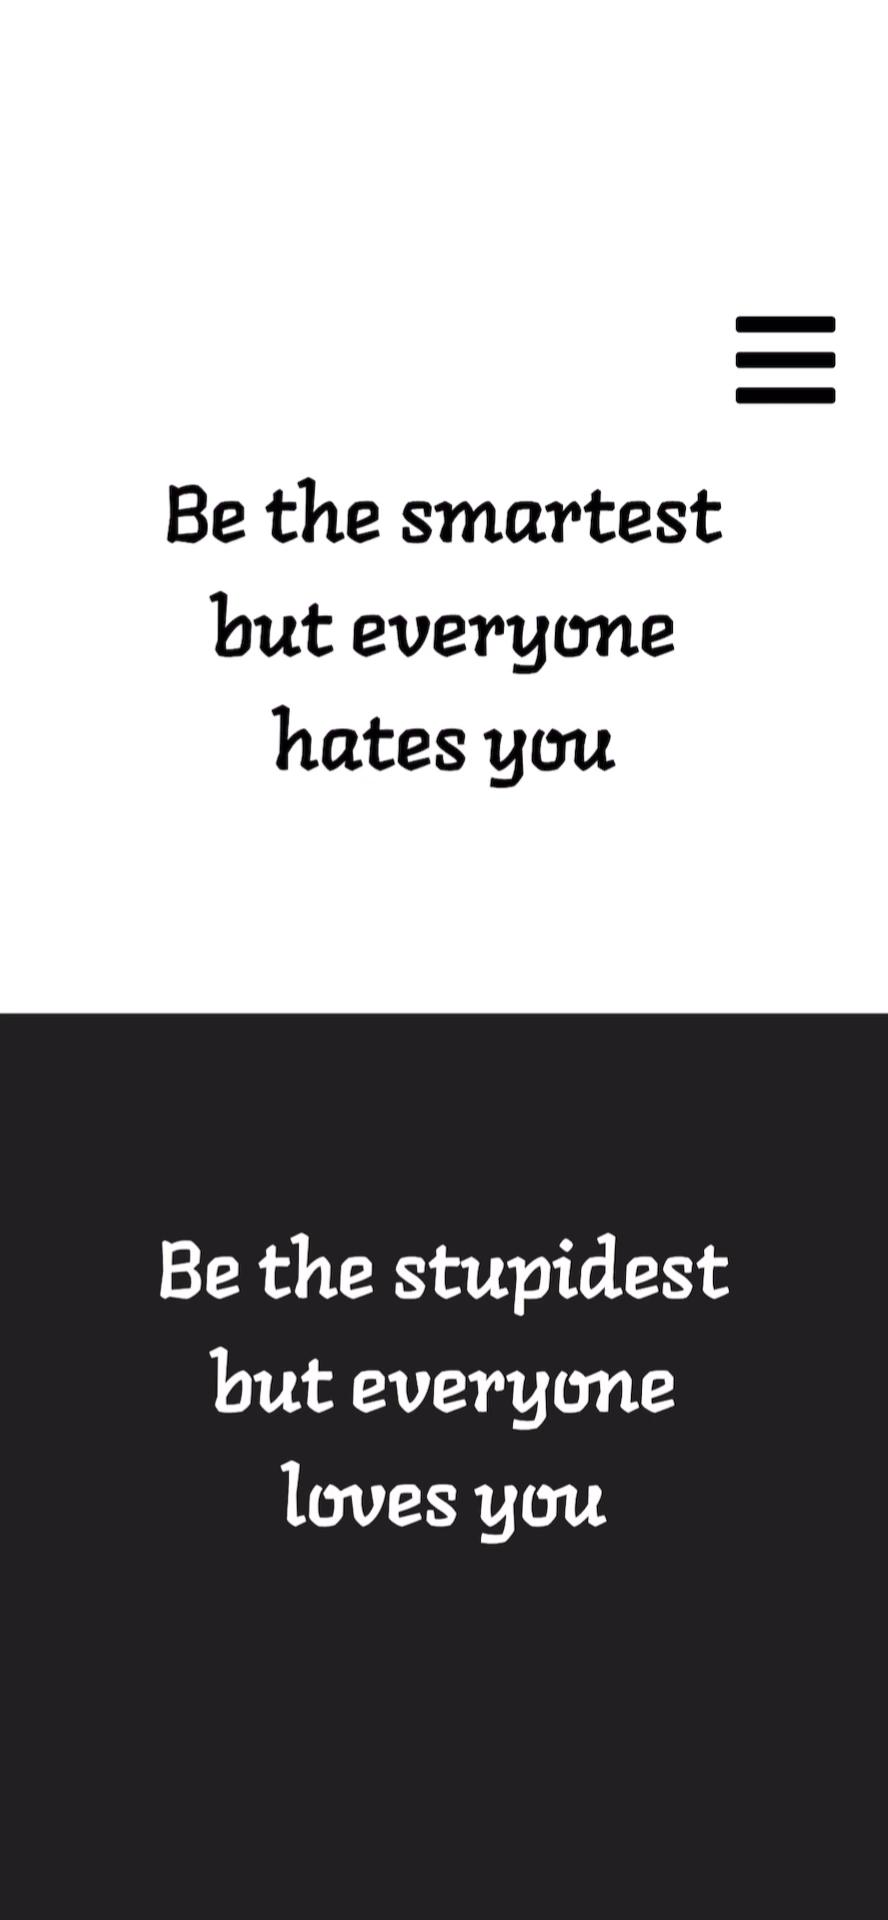 Be the smartest
but everyone
hates you
Be the stupidest
but everyone
loves you